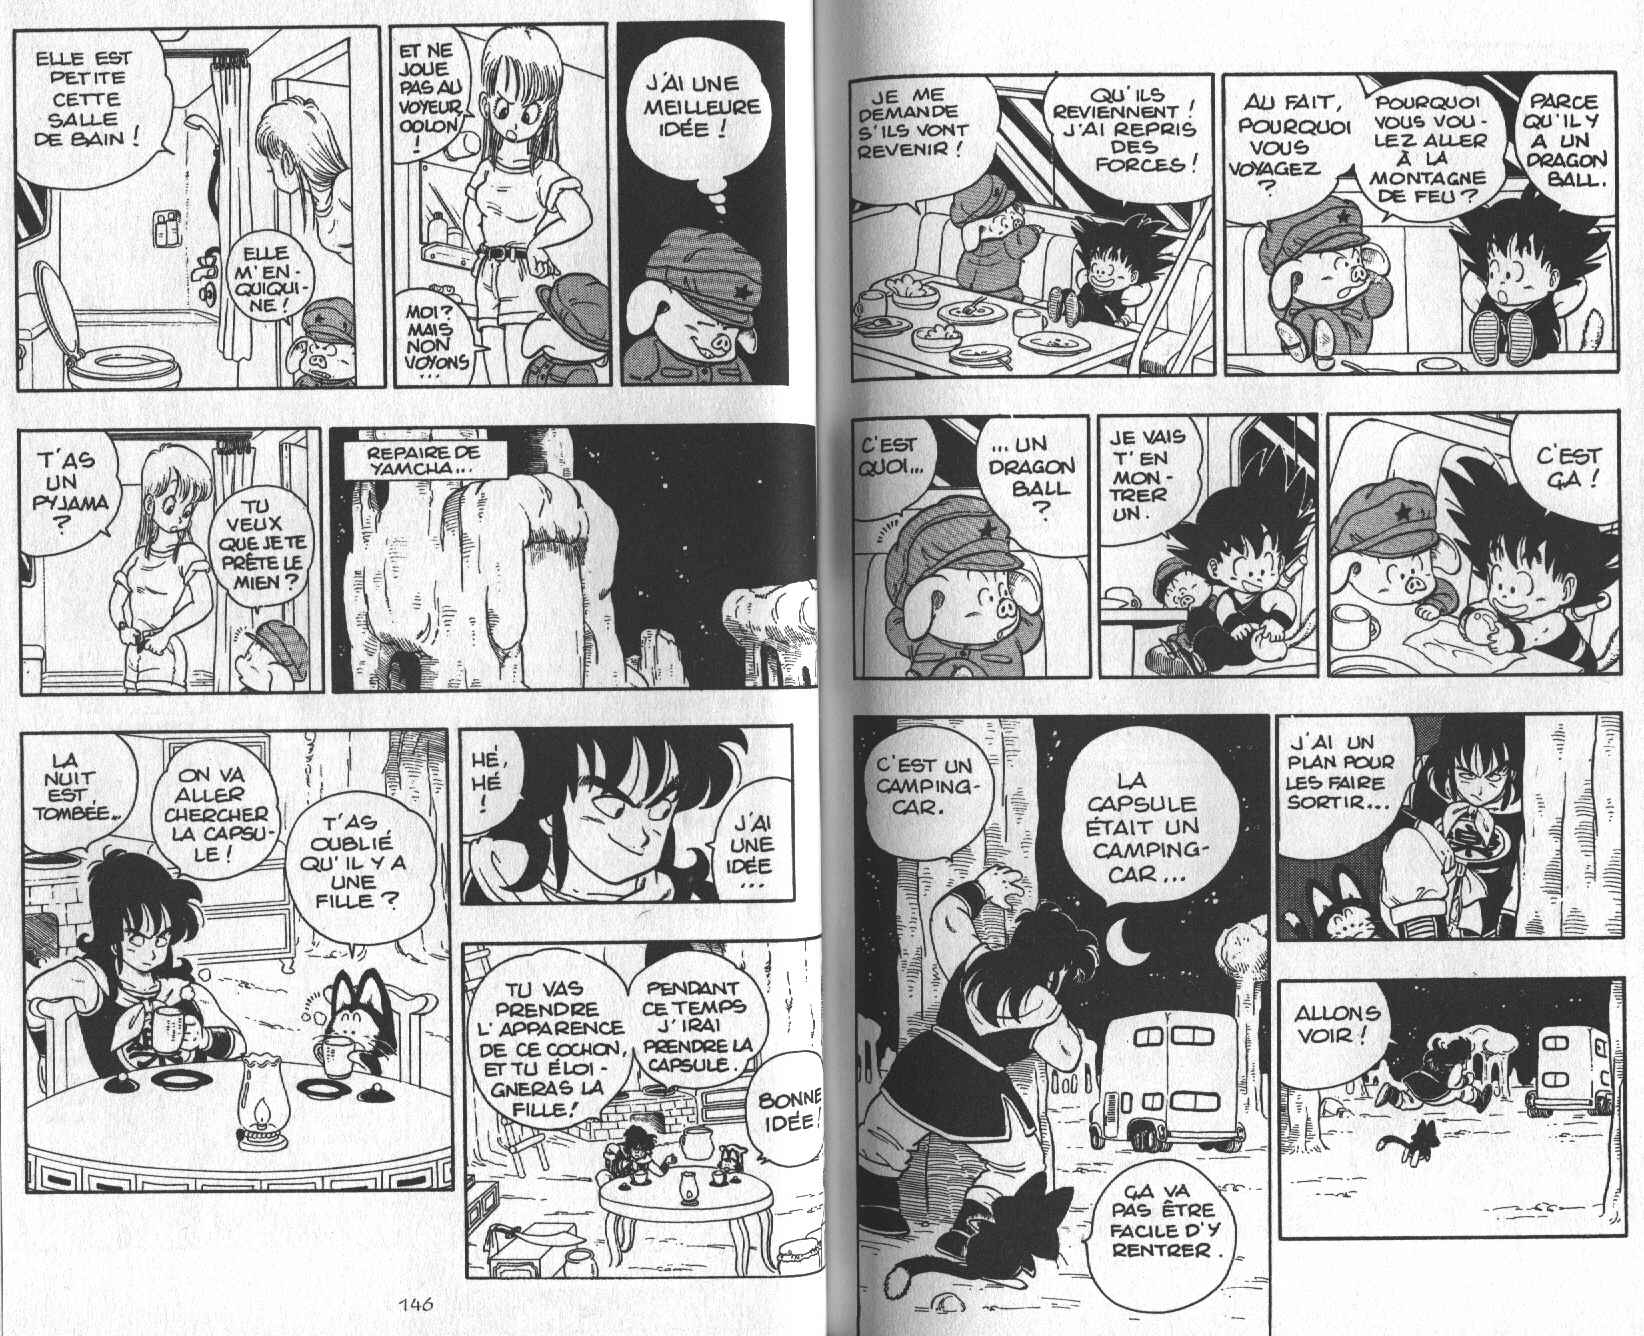 ELLE EST
PETITE
CETTE
SALLE
DE BAIN !
ELLE
M'EN-
QUIQUI-
NE !
ET NE
JOUE
PAS AU
VOYEUR,
OOLON
!
MOI ?
MAIS
NON
VOYONS
...
J'AI UNE
MEILLEURE
IDÉE !
T'AS
UN
PYJAMA
?
TU
VEUX
QUE JE TE
PRÊTE LE
MIEN ?
REPAIRE DE
YAMCHA...
LA
NUIT
EST
TOMBÉE...
ON VA
ALLER
CHERCHER
LA CAPSU-
LE !
T'AS
OUBLIÉ
QU'IL Y A
UNE
FILLE ?
HÉ,
HÉ
!
J'AI
UNE
IDÉE
...
TU VAS
PRENDRE
L'APPARENCE
DE CE COCHON,
ET TU ÉLOI-
GNERAS LA
FILLE !
PENDANT
CE TEMPS
J'IRAI
PRENDRE LA
CAPSULE.
BONNE
IDÉE !
146
JE ME
DEMANDE
S'ILS VONT
REVENIR !
QU'ILS
REVIENNENT !
J'AI REPRIS
DES
FORCES !
AU FAIT,
POURQUOI
VOUS
VOYAGEZ
?
POURQUOI
VOUS VOU-
LEZ ALLER
À LA
MONTAGNE
DE FEU ?
PARCE
QU'IL Y
A UN
DRAGON
BALL.
C'EST
QUOI...
...UN
DRAGON
BALL
?
JE VAIS
T'EN
MON-
TRER
UN.
C'EST
ÇA !
C'EST UN
CAMPING-
CAR.
LA
CAPSULE
ÉTAIT UN
CAMPING-
CAR...
ÇA VA
PAS ÊTRE
FACILE D'Y
RENTRER.
J'AI UN
PLAN POUR
LES FAIRE
SORTIR...
ALLONS
VOIR !